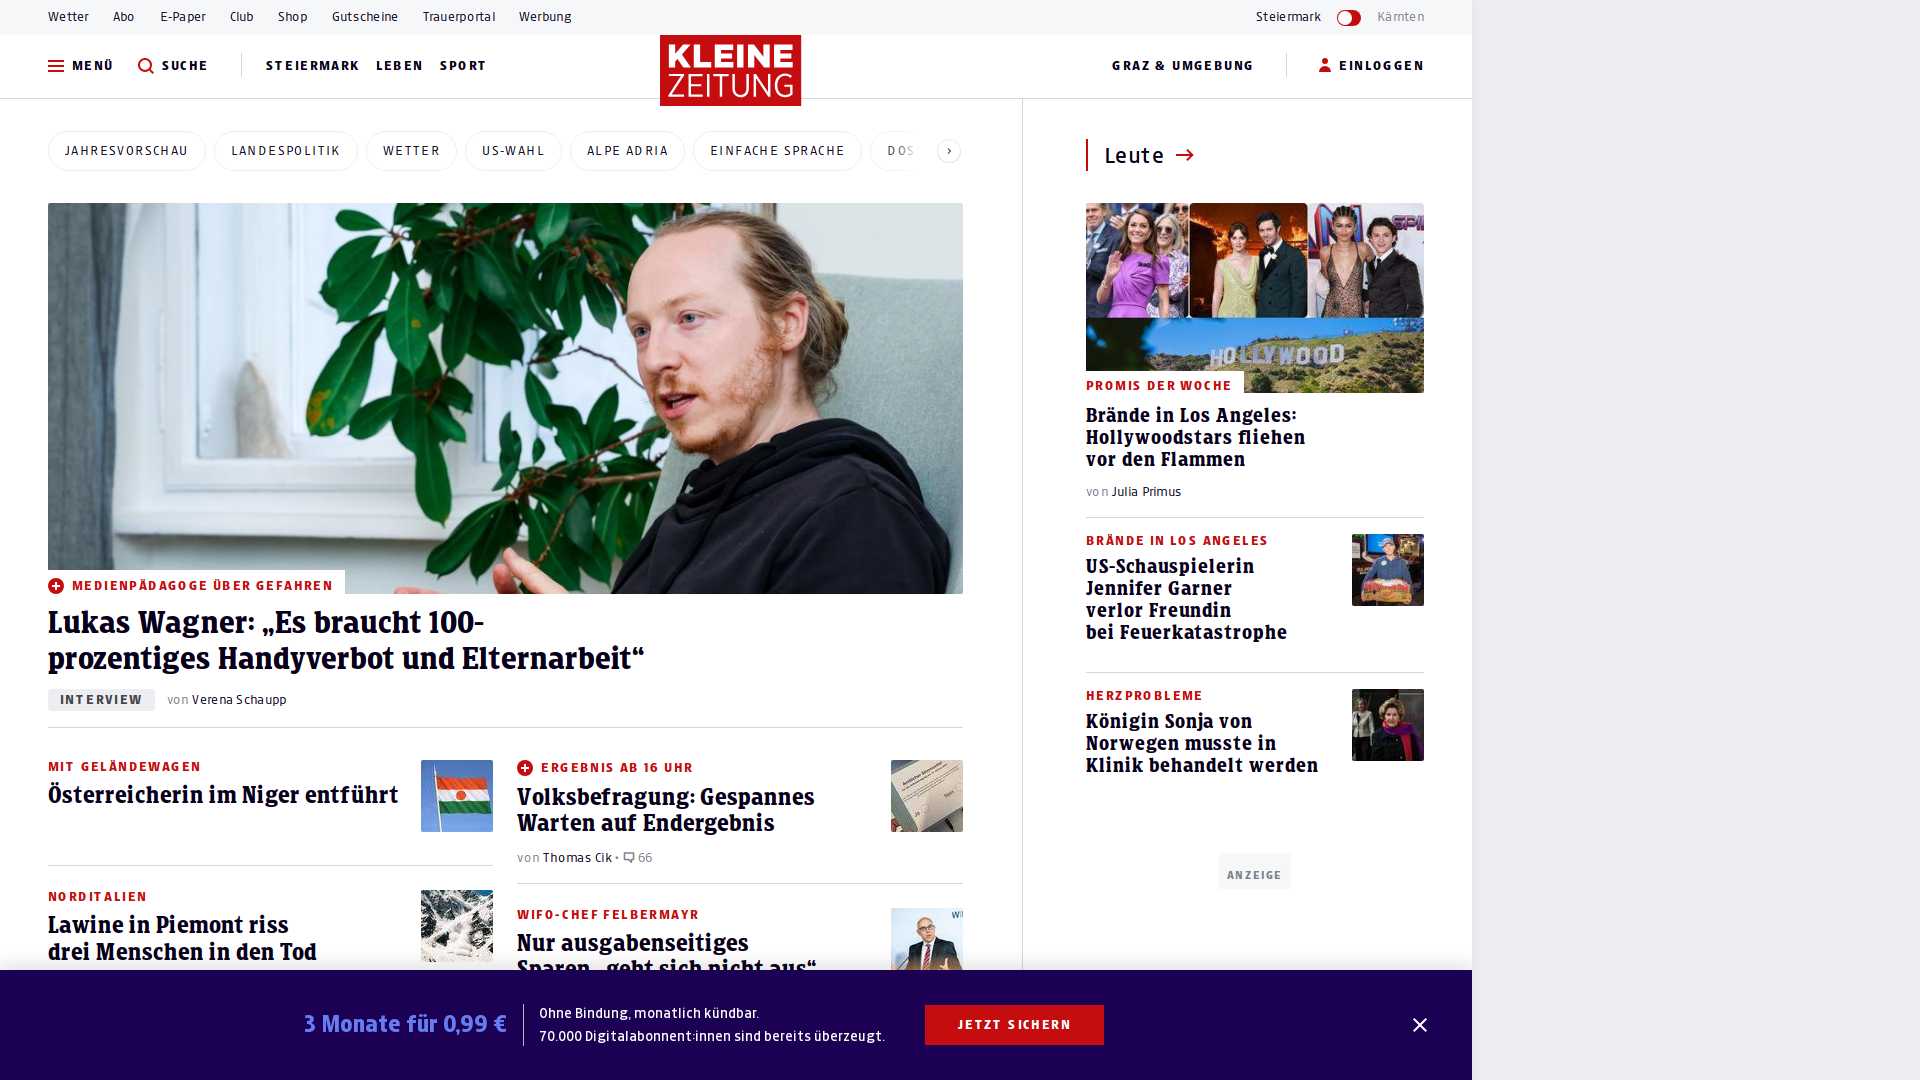 Wetter Abo E-Paper Club Shop Gutscheine Trauerportal Werbung
Steiermark Kärnten
MENÜ SUCHE STEIERMARK LEBEN SPORT
KLEINE
ZEITUNG
GRAZ & UMGEBUNG EINLOGGEN
JAHRESVORSCHAU LANDESPOLITIK WETTER US-WAHL ALPE ADRIA EINFACHE SPRACHE DOS
MEDIENPÄDAGOGE ÜBER GEFAHREN
Lukas Wagner: „Es braucht 100-
prozentiges Handyverbot und Elternarbeit“
INTERVIEW von Verena Schaupp
MIT GELÄNDEWAGEN
Österreicherin im Niger entführt
NORDITALIEN
Lawine in Piemont riss
drei Menschen in den Tod
ERGEBNIS AB 16 UHR
Volksbefragung: Gespannes
Warten auf Endergebnis
von Thomas Cik • 66
WIFO-CHEF FELBERMAYR
Nur ausgabenseitiges
Sparen „geht sich nicht aus“
Leute
HOLLYWOOD
PROMIS DER WOCHE
Brände in Los Angeles:
Hollywoodstars fliehen
vor den Flammen
von Julia Primus
BRÄNDE IN LOS ANGELES
US-Schauspielerin
Jennifer Garner
verlor Freundin
bei Feuerkatastrophe
HERZPROBLEME
Königin Sonja von
Norwegen musste in
Klinik behandelt werden
ANZEIGE
3 Monate für 0,99 €
Ohne Bindung, monatlich kündbar.
70.000 Digitalabonnent:innen sind bereits überzeugt.
JETZT SICHERN